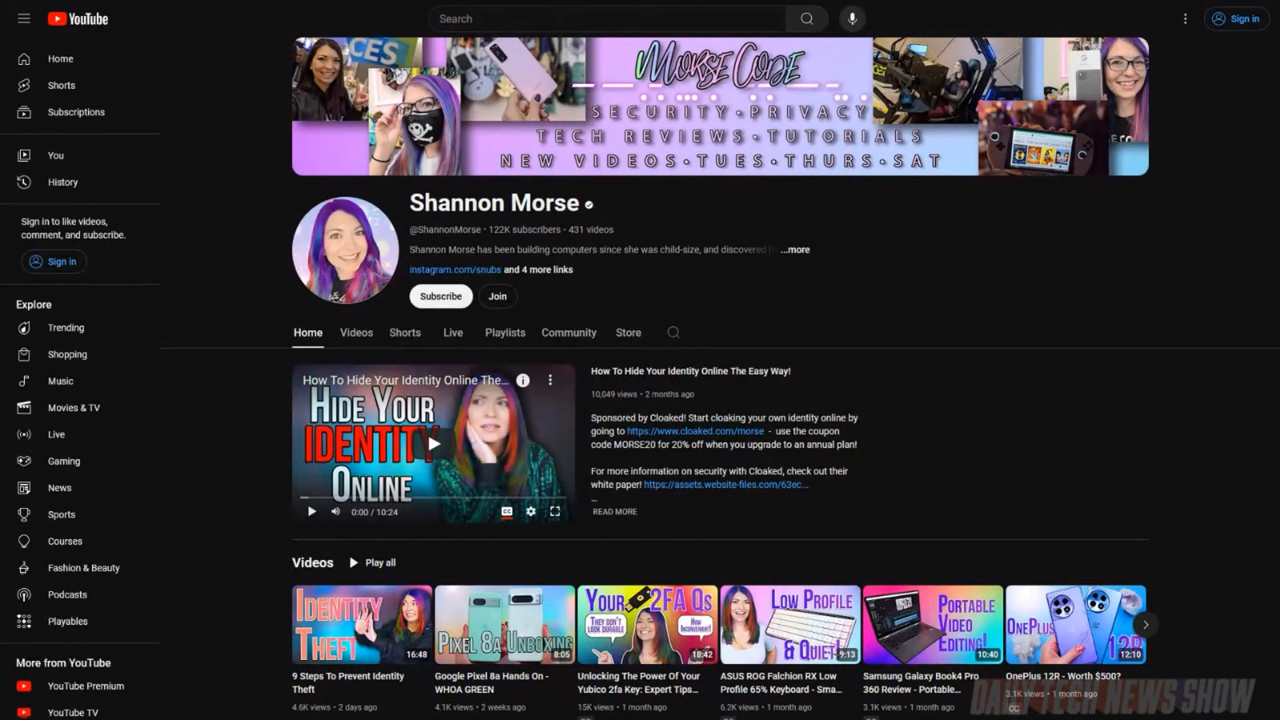 YouTube
Search
Sign in
Home
Shorts
Subscriptions
You
History
Sign in to like videos,
comment, and subscribe.
Sign in
Explore
Trending
Shopping
Music
Movies & TV
Live
Gaming
News
Sports
Courses
Fashion & Beauty
Podcasts
Playables
More from YouTube
YouTube Premium
YouTube TV
CES
MORSE CODE
SECURITY•PRIVACY
TECH REVIEWS•TUTORIALS
NEW VIDEOS•TUES•THURS•SAT
Shannon Morse
@ShannonMorse · 122K subscribers · 431 videos
Shannon Morse has been building computers since she was child-size, and discovered ...more
instagram.com/snubs and 4 more links
Subscribe
Join
Home Videos Shorts Live Playlists Community Store
How To Hide Your Identity Online The...
HIDE YOUR
IDENTITY
ONLINE
0:00 / 10:24
How To Hide Your Identity Online The Easy Way!
10,049 views • 2 months ago
Sponsored by Cloaked! Start cloaking your own identity online by
going to https://www.cloaked.com/morse - use the coupon
code MORSE20 for 20% off when you upgrade to an annual plan!
For more information on security with Cloaked, check out their
white paper! https://assets.website-files.com/63ec...
...
READ MORE
Videos
Play all
IDENTITY
THEFT
16:48
9 Steps To Prevent Identity
Theft
4.6K views • 2 days ago
PIXEL 8A UNBOXING
8:05
Google Pixel 8a Hands On -
WHOA GREEN
4.1K views • 2 weeks ago
YOUR 2FA QS
THEY DON'T
LOOK DURABLE
HOW
INCONVENIENT!
18:42
Unlocking The Power Of Your
Yubico 2fa Key: Expert Tips...
15K views • 1 month ago
LOW PROFILE
& QUIET!
9:13
ASUS ROG Falchion RX Low
Profile 65% Keyboard - Sma...
6.2K views • 1 month ago
PORTABLE
VIDEO
EDITING!
10:40
Samsung Galaxy Book4 Pro
360 Review - Portable...
3.1K views • 1 month ago
ONEPLUS 12R
12:10
OnePlus 12R - Worth $500?
3.1K views • 1 month ago
CC
DAILY TECH NEWS SHOW